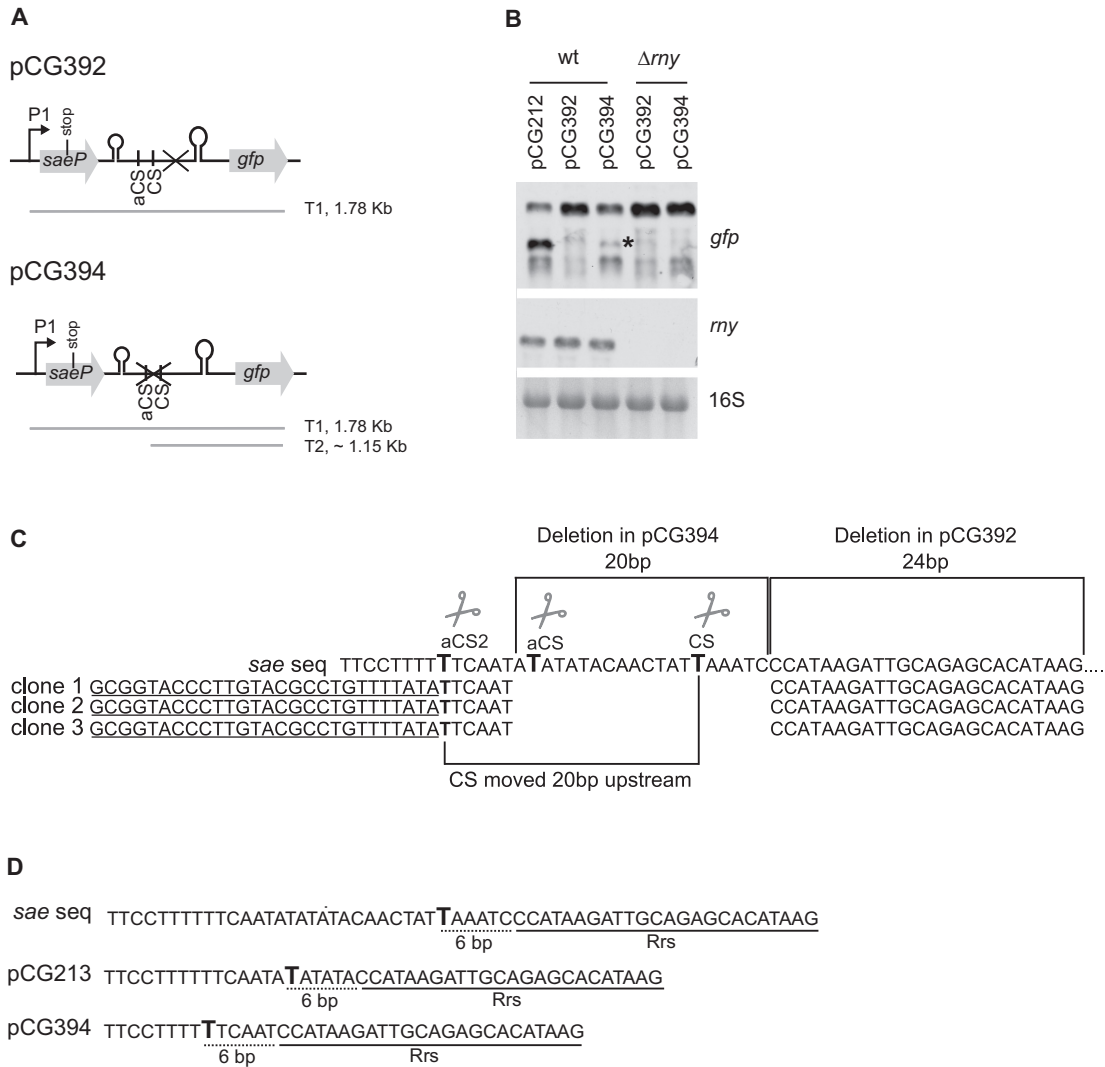 A
pCG392
P1
stop
saeP
aCS
CS
gfp
T1, 1.78 Kb
pCG394
P1
stop
saeP
aCS
CS
gfp
T1, 1.78 Kb
T2, ~ 1.15 Kb
B
wt
Δrny
pCG212
pCG392
pCG394
pCG392
pCG394
*
gfp
rny
16S
C
Deletion in pCG394
20bp
Deletion in pCG392
24bp
aCS2
aCS
CS
sae seq TTCCTTTTTTCAATATATATACAACTATTAAATCCCATAAGATTGCAGAGCACATAAG....
clone 1 GCGGTACCCTTGTACGCCTGTTTTATATTCAAT CCATAAGATTGCAGAGCACATAAG
clone 2 GCGGTACCCTTGTACGCCTGTTTTATATTCAAT CCATAAGATTGCAGAGCACATAAG
clone 3 GCGGTACCCTTGTACGCCTGTTTTATATTCAAT CCATAAGATTGCAGAGCACATAAG
CS moved 20bp upstream
D
sae seq TTCCTTTTTTCAATATATATACAACTATTAAATCCCATAAGATTGCAGAGCACATAAG
6 bp
Rrs
pCG213 TTCCTTTTTTCAATATATATACCATAAGATTGCAGAGCACATAAG
6 bp
Rrs
pCG394 TTCCTTTTTTCAATCCATAAGATTGCAGAGCACATAAG
6 bp
Rrs